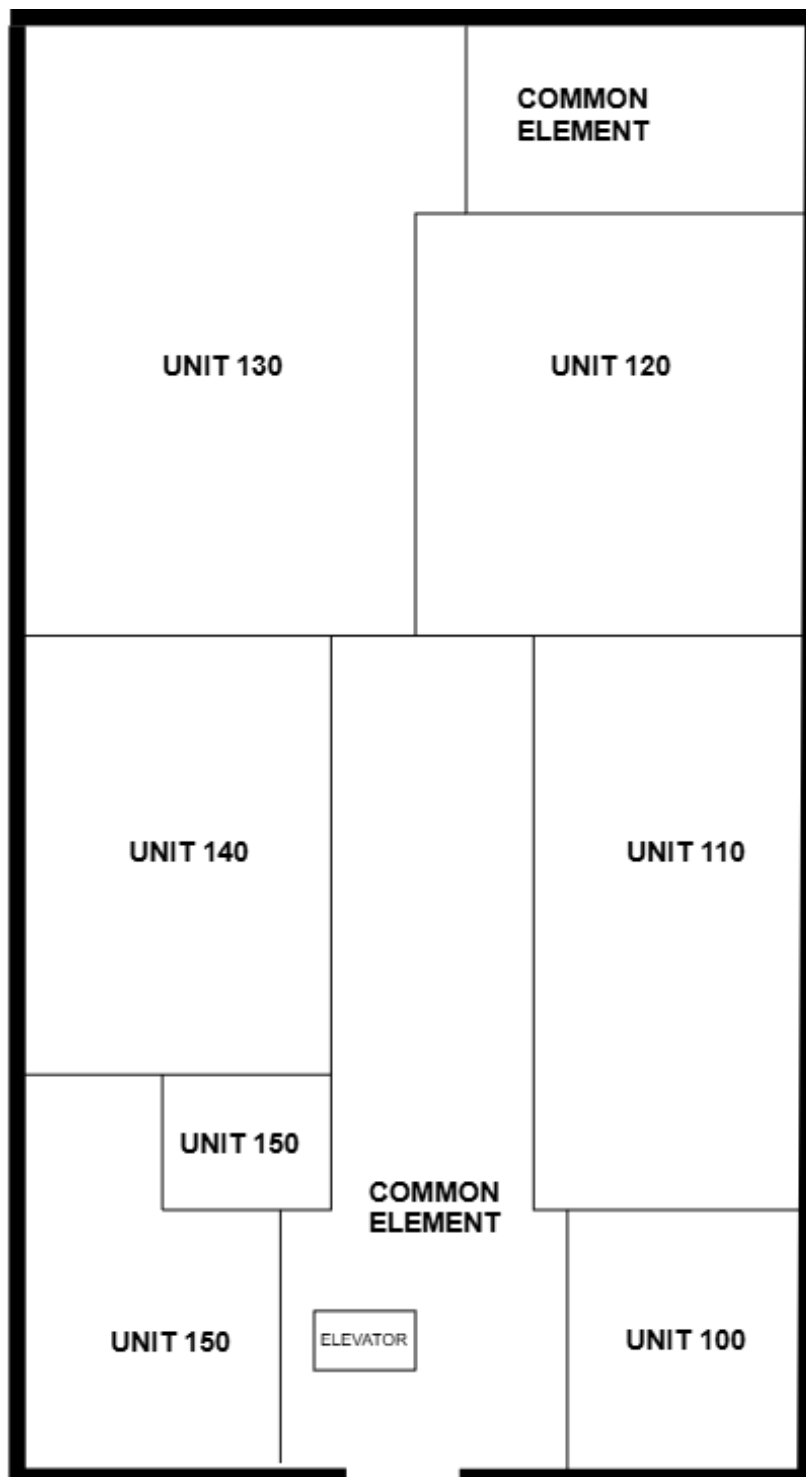 COMMON
ELEMENT
UNIT 130
UNIT 120
UNIT 140
UNIT 110
UNIT 150
COMMON
ELEMENT
UNIT 150
ELEVATOR
UNIT 100